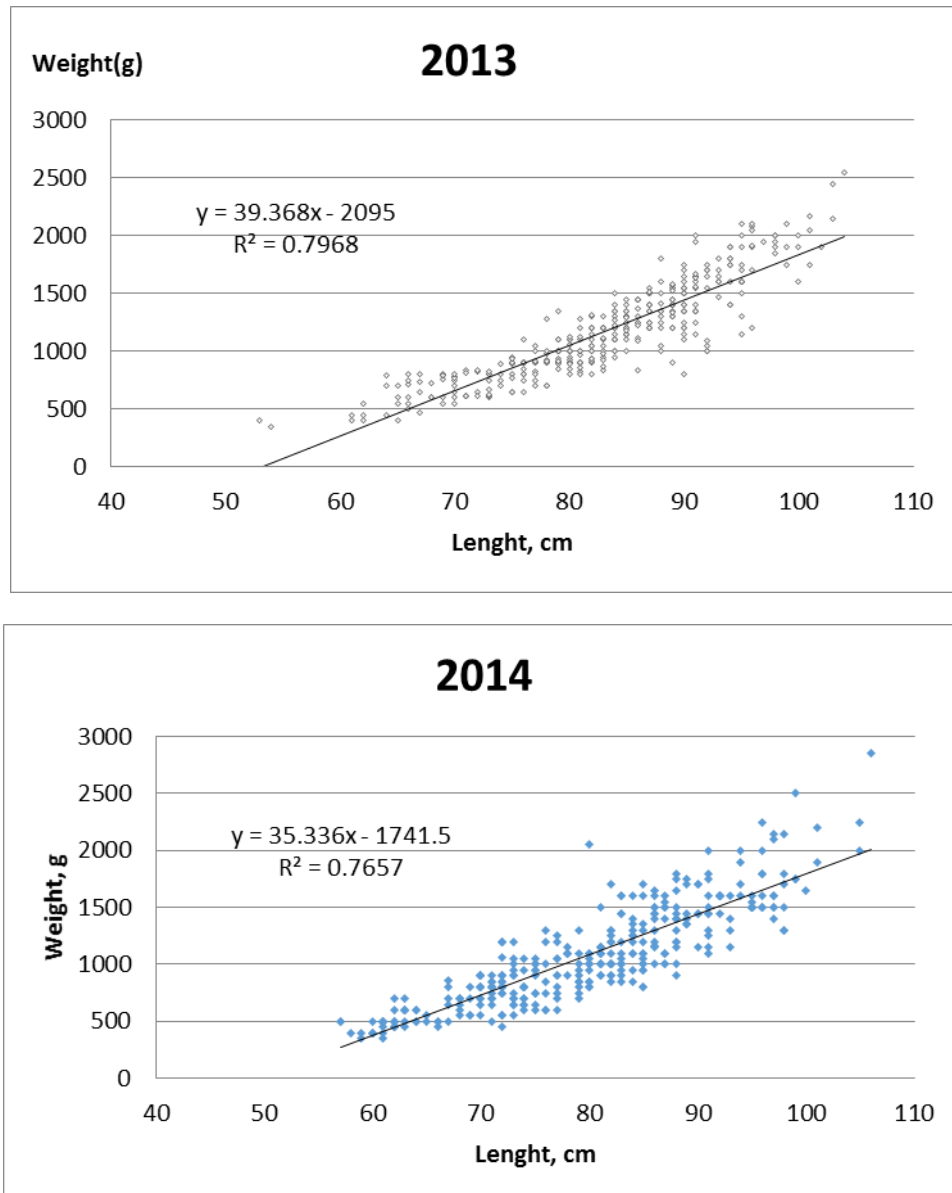 2013
Weight(g)
3000
2500
2000
1500
1000
500
0
y = 39.368x - 2095
R² = 0.7968
40 50 60 70 80 90 100 110
Lenght, cm
2014
Weight, g
3000
2500
2000
1500
1000
500
0
y = 35.336x - 1741.5
R² = 0.7657
40 50 60 70 80 90 100 110
Lenght, cm